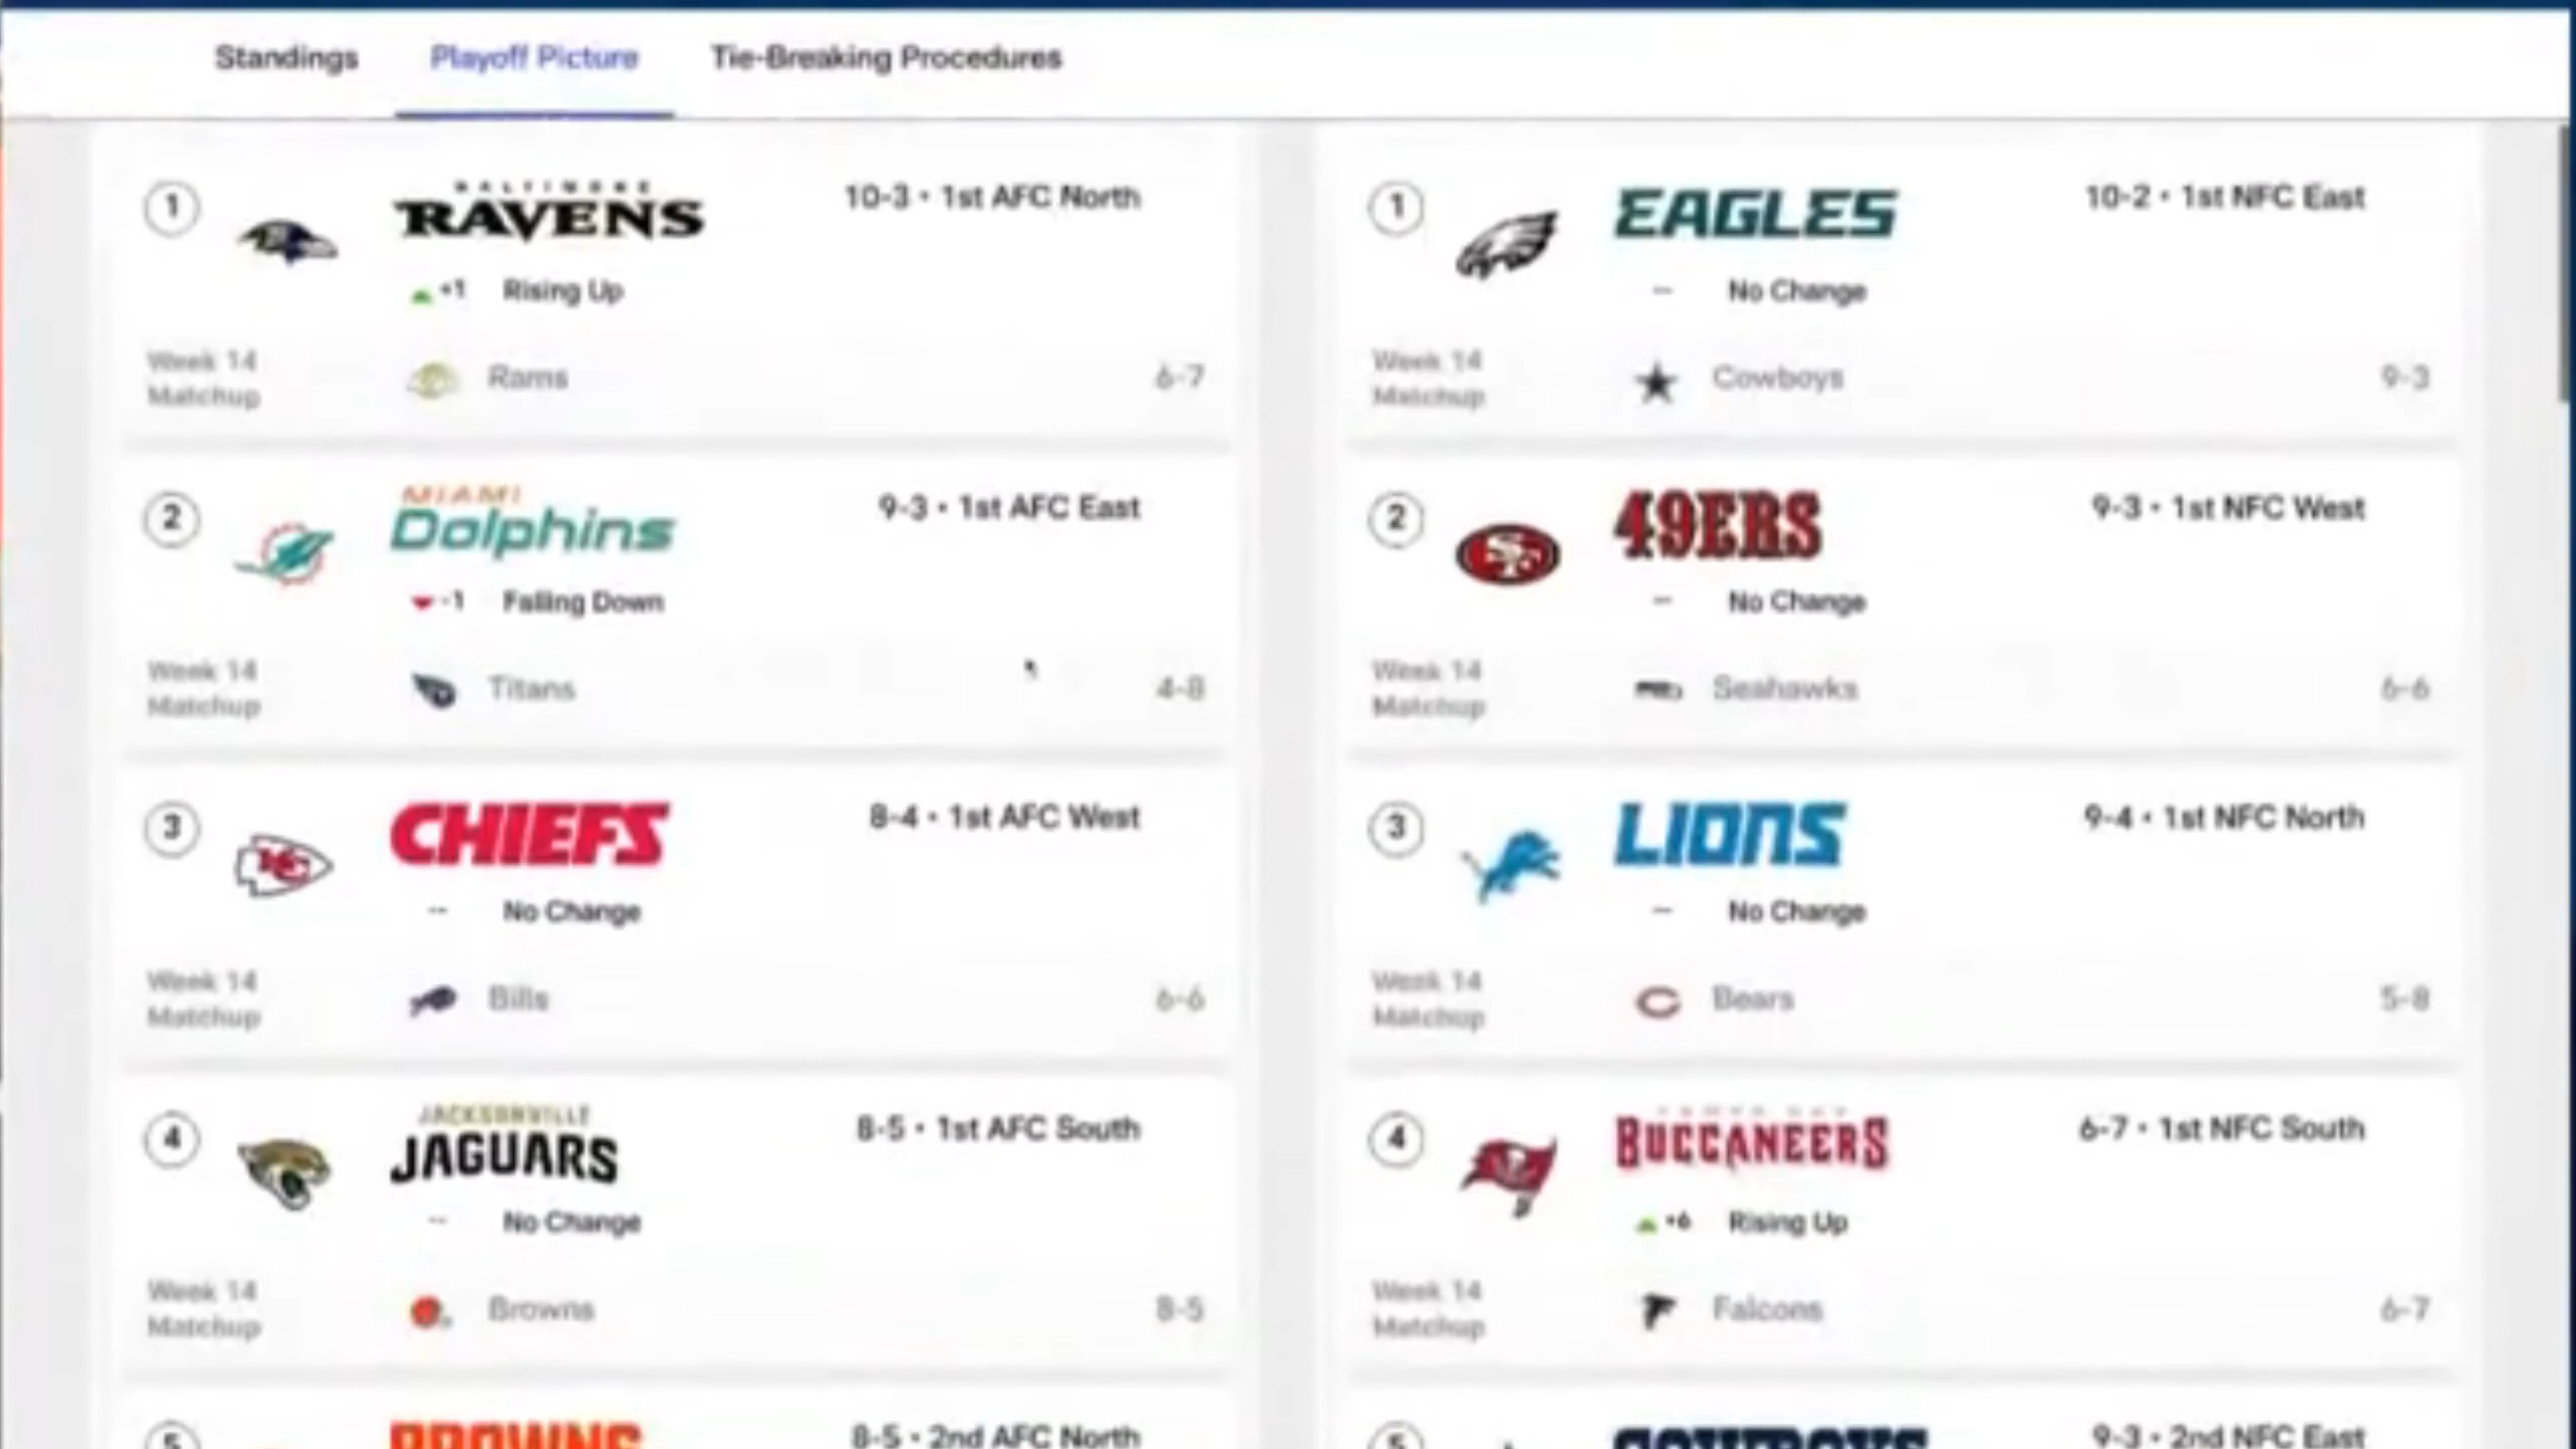 Standings Playoff Picture Tie-Breaking Procedures
1 BALTIMORE RAVENS 10-3 • 1st AFC North
+1 Rising Up
Week 14 Matchup Rams 6-7
2 MIAMI Dolphins 9-3 • 1st AFC East
-1 Falling Down
Week 14 Matchup Titans 4-8
3 CHIEFS 8-4 • 1st AFC West
-- No Change
Week 14 Matchup Bills 6-6
4 JACKSONVILLE JAGUARS 8-5 • 1st AFC South
-- No Change
Week 14 Matchup Browns 8-5
5 BROWNS 8-5 • 2nd AFC North
1 EAGLES 10-2 • 1st NFC East
-- No Change
Week 14 Matchup Cowboys 9-3
2 49ERS 9-3 • 1st NFC West
-- No Change
Week 14 Matchup Seahawks 6-6
3 LIONS 9-4 • 1st NFC North
-- No Change
Week 14 Matchup Bears 5-8
4 BUCCANEERS 6-7 • 1st NFC South
+6 Rising Up
Week 14 Matchup Falcons 6-7
5 COWBOYS 9-3 • 2nd NFC East